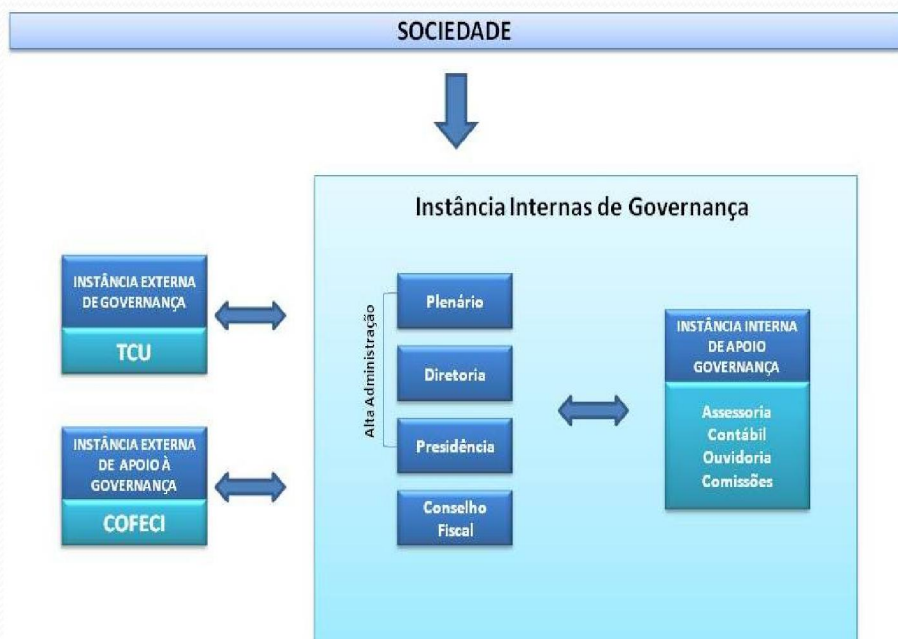 SOCIEDADE
Instância Internas de Governança
INSTÂNCIA EXTERNA
DE GOVERNANÇA
TCU
INSTÂNCIA EXTERNA
DE APOIO À
GOVERNANÇA
COFECI
Alta Administração
Plenário
Diretoria
Presidência
Conselho
Fiscal
INSTÂNCIA INTERNA
DE APOIO
GOVERNANÇA
Assessoria
Contábil
Ouvidoria
Comissões